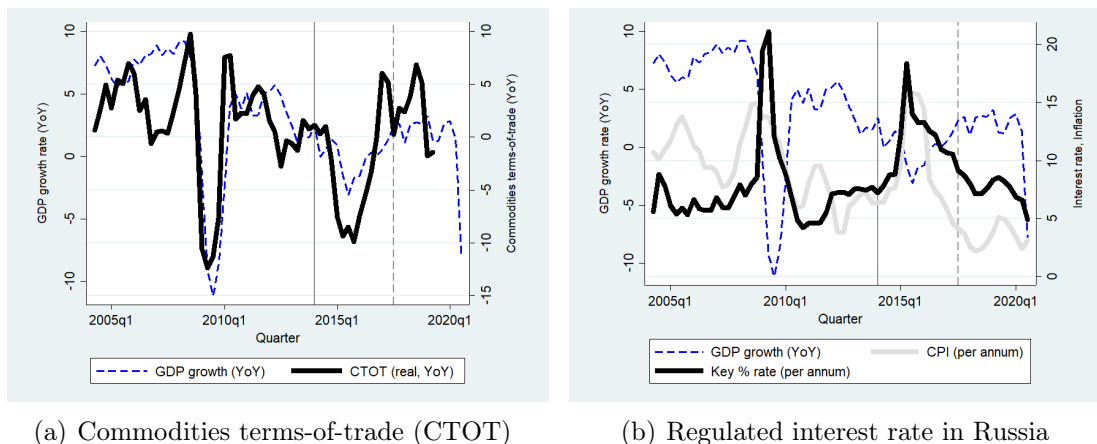 GDP growth rate (YoY)
10
5
0
-5
-10
10
5
0
-5
-10
-15
Commodities terms-of-trade (YoY)
2005q1 2010q1 2015q1 2020q1
Quarter
GDP growth (YoY) CTOT (real, YoY)
(a) Commodities terms-of-trade (CTOT)
GDP growth rate (YoY)
10
5
0
-5
-10
20
15
10
5
0
Interest rate, Inflation
2005q1 2010q1 2015q1 2020q1
Quarter
GDP growth (YoY) CPI (per annum)
Key % rate (per annum)
(b) Regulated interest rate in Russia